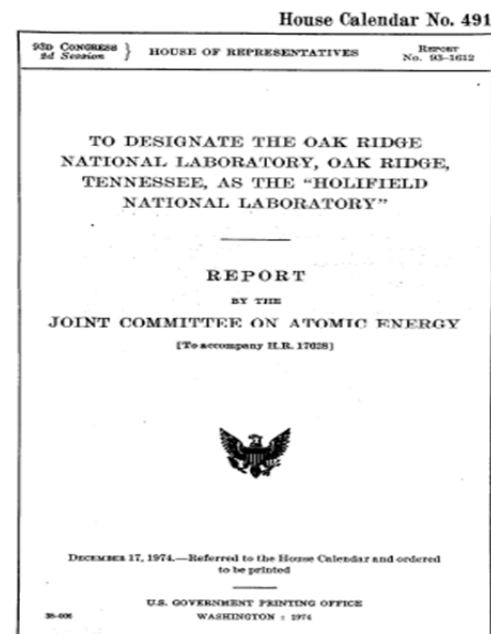 House Calendar No. 491
93D CONGRESS } HOUSE OF REPRESENTATIVES REPORT
2d Session No. 93-1612
TO DESIGNATE THE OAK RIDGE
NATIONAL LABORATORY, OAK RIDGE,
TENNESSEE, AS THE “HOLIFIELD
NATIONAL LABORATORY”
REPORT
BY THE
JOINT COMMITTEE ON ATOMIC ENERGY
[To accompany H.R. 17628]
DECEMBER 17, 1974.—Referred to the House Calendar and ordered
to be printed
U.S. GOVERNMENT PRINTING OFFICE
WASHINGTON : 1974